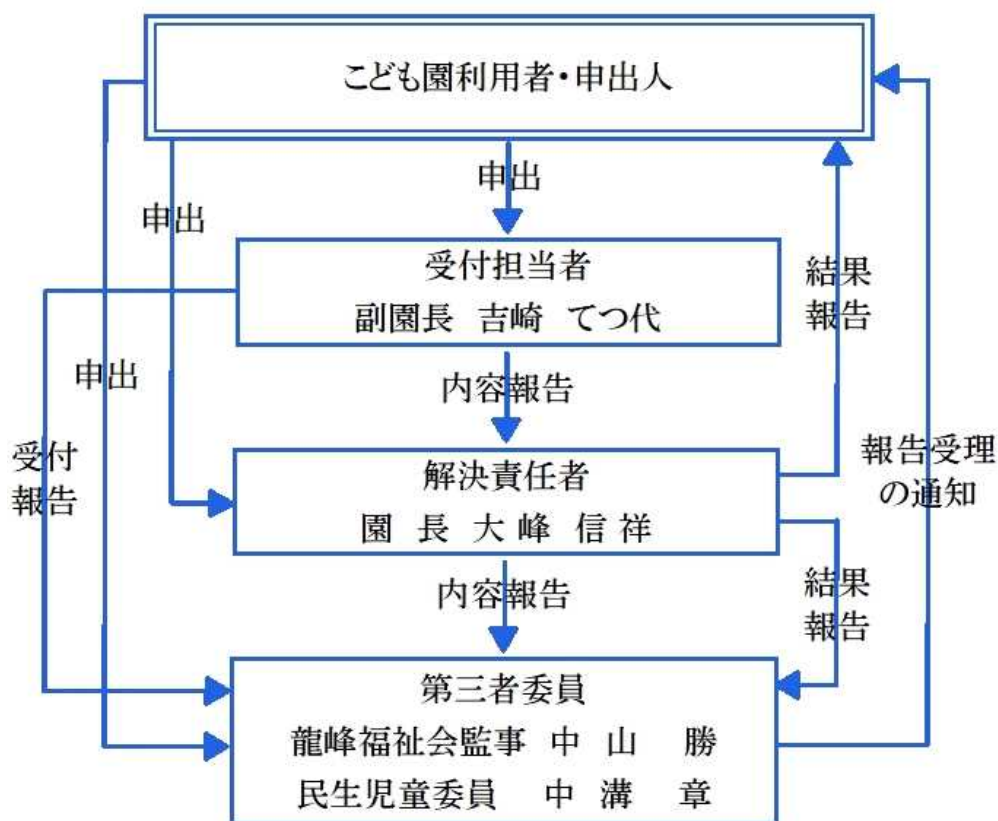 こども園利用者・申出人
申出
申出
受付担当者
副園長 吉崎 てつ代
結果
報告
申出
内容報告
受付
報告
解決責任者
園 長 大 峰 信 祥
報告受理
の通知
内容報告
結果
報告
第三者委員
龍峰福祉会監事 中 山 勝
民生児童委員 中 溝 章